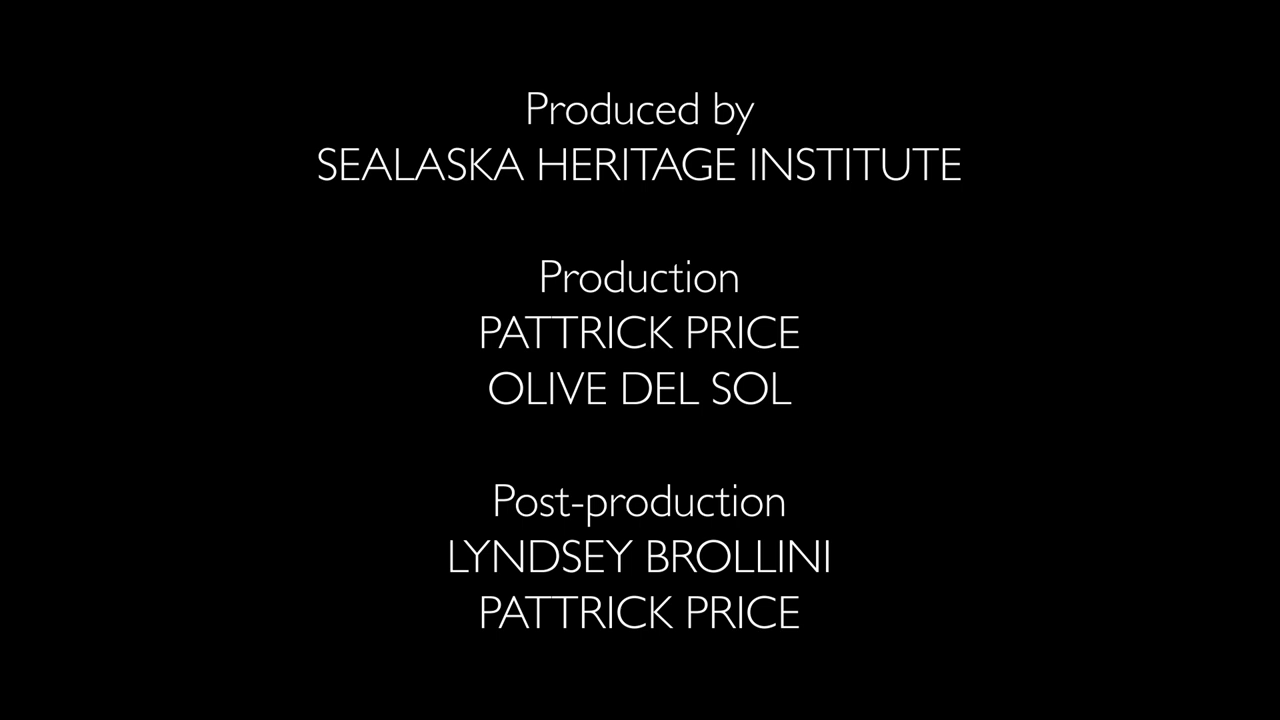 Produced by
SEALASKA HERITAGE INSTITUTE
Production
PATTRICK PRICE
OLIVE DEL SOL
Post-production
LYNDSEY BROLLINI
PATTRICK PRICE